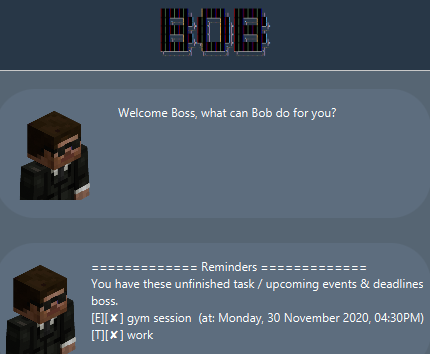 BOB
Welcome Boss, what can Bob do for you?
============= Reminders =============
You have these unfinished task / upcoming events & deadlines
boss.
[E][✘] gym session  (at: Monday, 30 November 2020, 04:30PM)
[T][✘] work